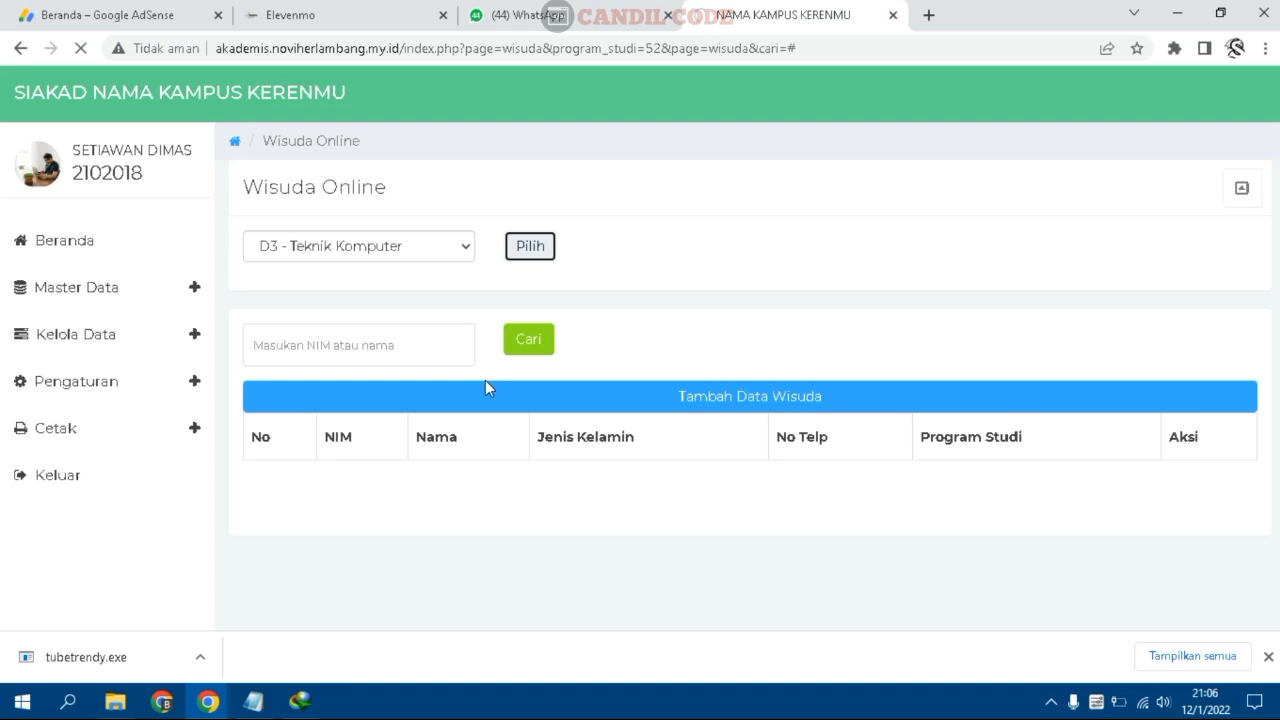 Beranda – Google AdSense
Elevenmo
(44) WhatsApp
CANDIL CODE
NAMA KAMPUS KERENMU
Tidak aman
akademis.noviherlambang.my.id/index.php?page=wisuda&program_studi=52&page=wisuda&cari=#
SIAKAD NAMA KAMPUS KERENMU
SETIAWAN DIMAS
2102018
Wisuda Online
Wisuda Online
Beranda
Master Data
Kelola Data
Pengaturan
Cetak
Keluar
D3 - Teknik Komputer
Pilih
Masukan NIM atau nama
Cari
Tambah Data Wisuda
No NIM Nama Jenis Kelamin No Telp Program Studi Aksi
tubetrendy.exe
Tampilkan semua
21:06
12/1/2022